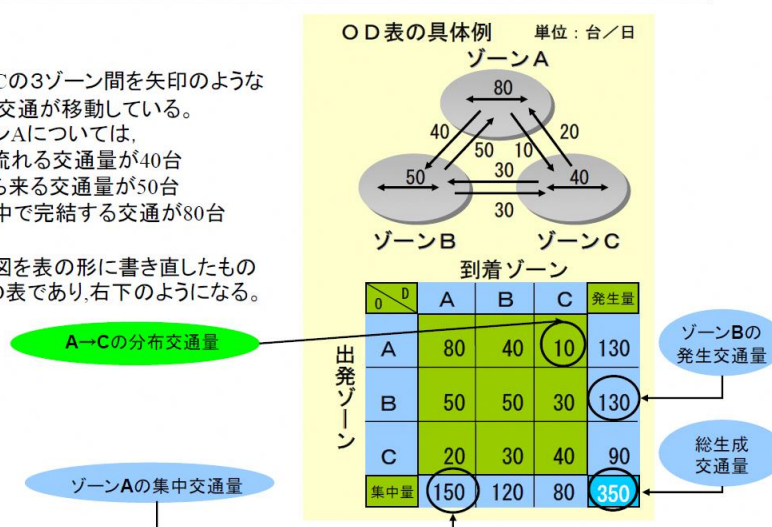 ＯＤ表の具体例 単位：台／日
Cの3ゾーン間を矢印のような
交通が移動している。
ンAについては,
流れる交通量が40台
ら来る交通量が50台
中で完結する交通が80台
図を表の形に書き直したもの
の表であり,右下のようになる。
ゾーンＡ
80
40
50
10
20
50
30
40
30
ゾーンＢ ゾーンＣ
到着ゾーン
出発ゾーン
O D A B C 発生量
A 80 40 10 130
B 50 50 30 130
C 20 30 40 90
集中量 150 120 80 350
A→Cの分布交通量
ゾーンBの
発生交通量
総生成
交通量
ゾーンAの集中交通量